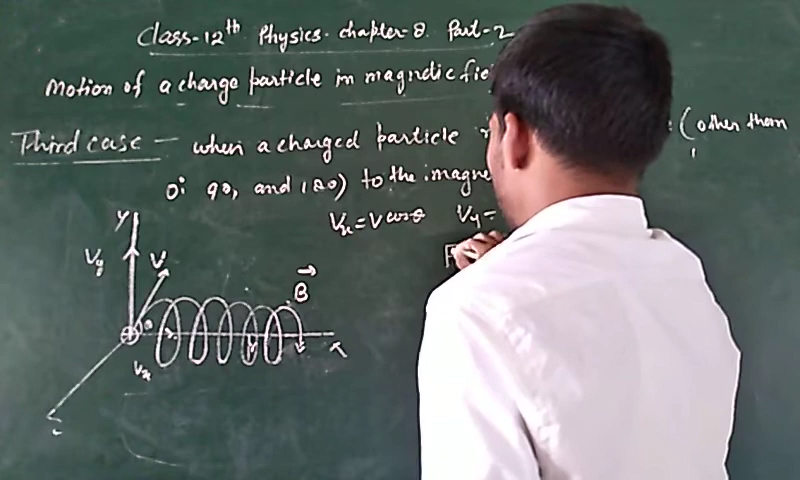 Class-12th Physics. chapter-8. Part-2
Motion of a charge particle in magnetic fie
Third case — when a charged particle : (other than
0: 90, and 180) to the magne
Vx = V cosθ Vy =
F
y
Vy
V
B
θ
Vx
x